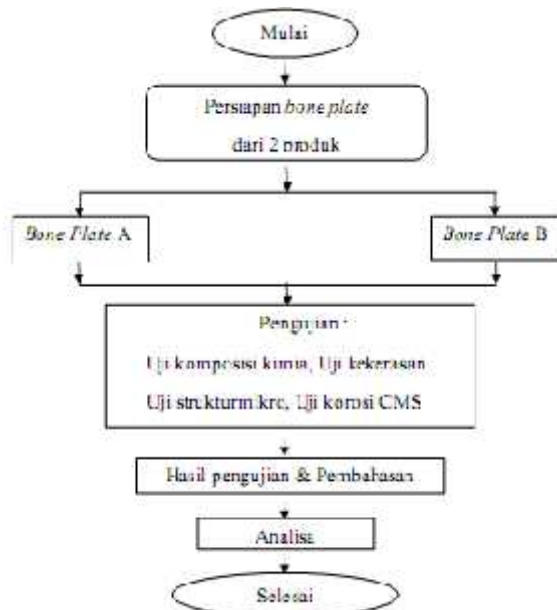 Mulai
Persiapan bone plate
dari 2 produk
Bone Plate A
Bone Plate B
Pengujian :
Uji komposisi kimia, Uji kekerasan
Uji strukturmikro, Uji korosi CMS
Hasil pengujian & Pembahasan
Analisa
Selesai